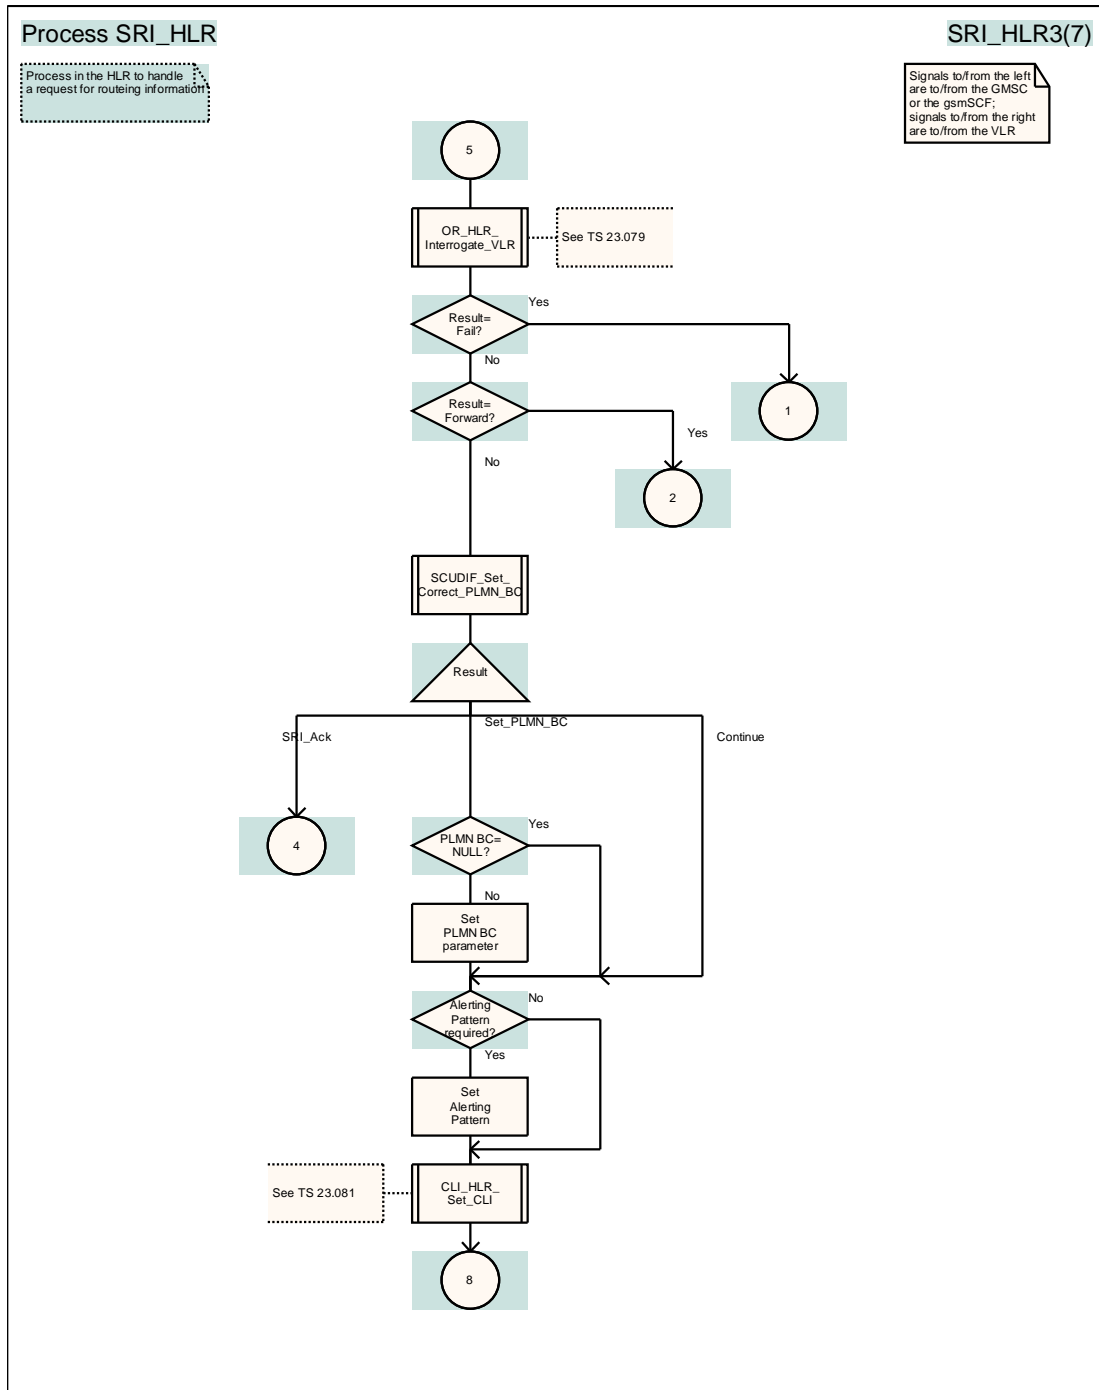 Process SRI_HLR
SRI_HLR3(7)
Process in the HLR to handle
a request for routeing information
Signals to/from the left
are to/from the GMSC
or the gsmSCF;
signals to/from the right
are to/from the VLR
5
OR_HLR_
Interrogate_VLR
See TS 23.079
Yes
Result=
Fail?
No
Result=
Forward?
1
Yes
No
2
SCUDIF_Set_
Correct_PLMN_BC
Result
Set_PLMN_BC
SRI_Ack
Continue
Yes
4
PLMN BC=
NULL?
No
Set
PLMN BC
parameter
No
Alerting
Pattern
required?
Yes
Set
Alerting
Pattern
See TS 23.081
CLI_HLR_
Set_CLI
8